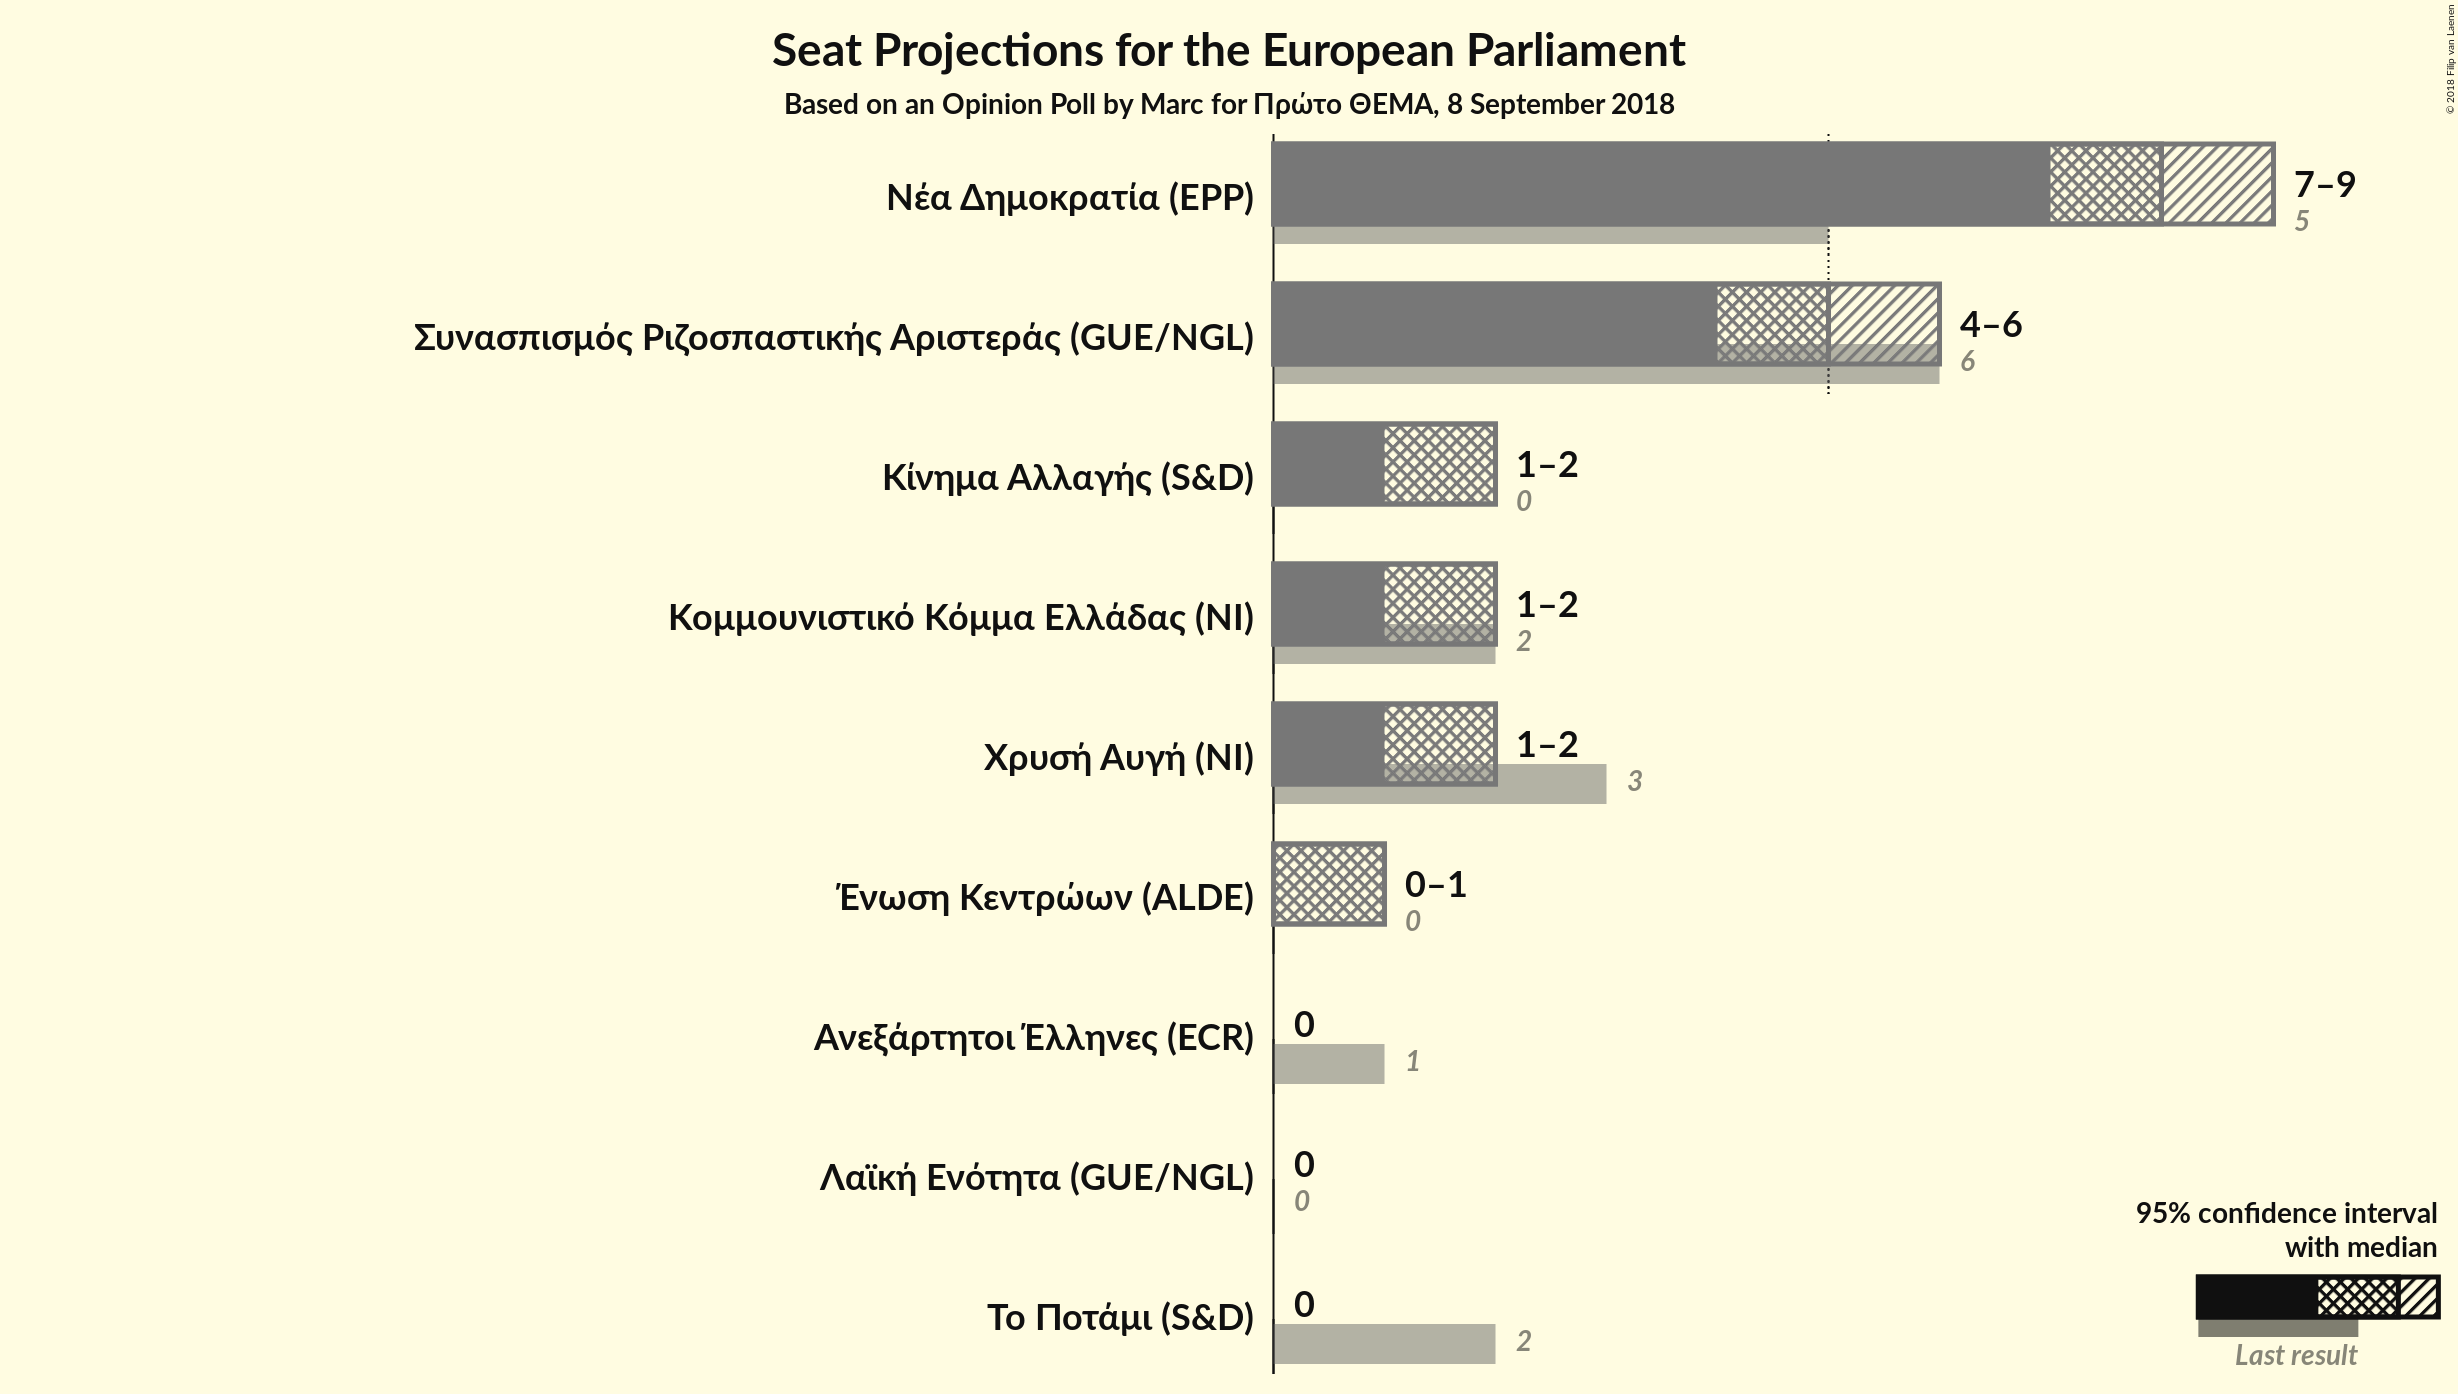 Seat Projections for the European Parliament
Based on an Opinion Poll by Marc for Πρώτο ΘΕΜΑ, 8 September 2018
© 2018 Filip van Laenen
Νέα Δημοκρατία (EPP)
7–9
5
Συνασπισμός Ριζοσπαστικής Αριστεράς (GUE/NGL)
4–6
6
Κίνημα Αλλαγής (S&D)
1–2
0
Κομμουνιστικό Κόμμα Ελλάδας (NI)
1–2
2
Χρυσή Αυγή (NI)
1–2
3
Ένωση Κεντρώων (ALDE)
0–1
0
Ανεξάρτητοι Έλληνες (ECR)
0
1
Λαϊκή Ενότητα (GUE/NGL)
0
0
Το Ποτάμι (S&D)
0
2
95% confidence interval
with median
Last result